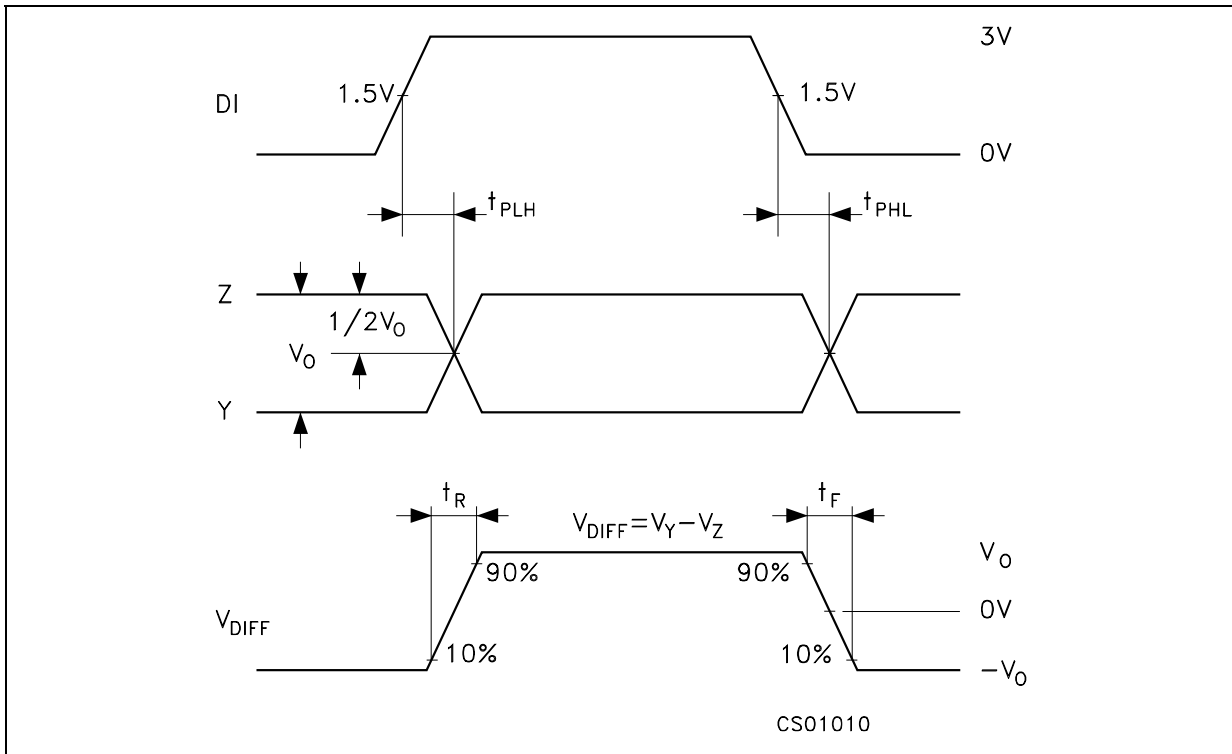 3V
1.5V
1.5V
DI
0V
tPLH
tPHL
Z
1/2VO
VO
Y
tR
tF
VDIFF=VY-VZ
VO
90%
90%
0V
VDIFF
10%
10%
-VO
CS01010